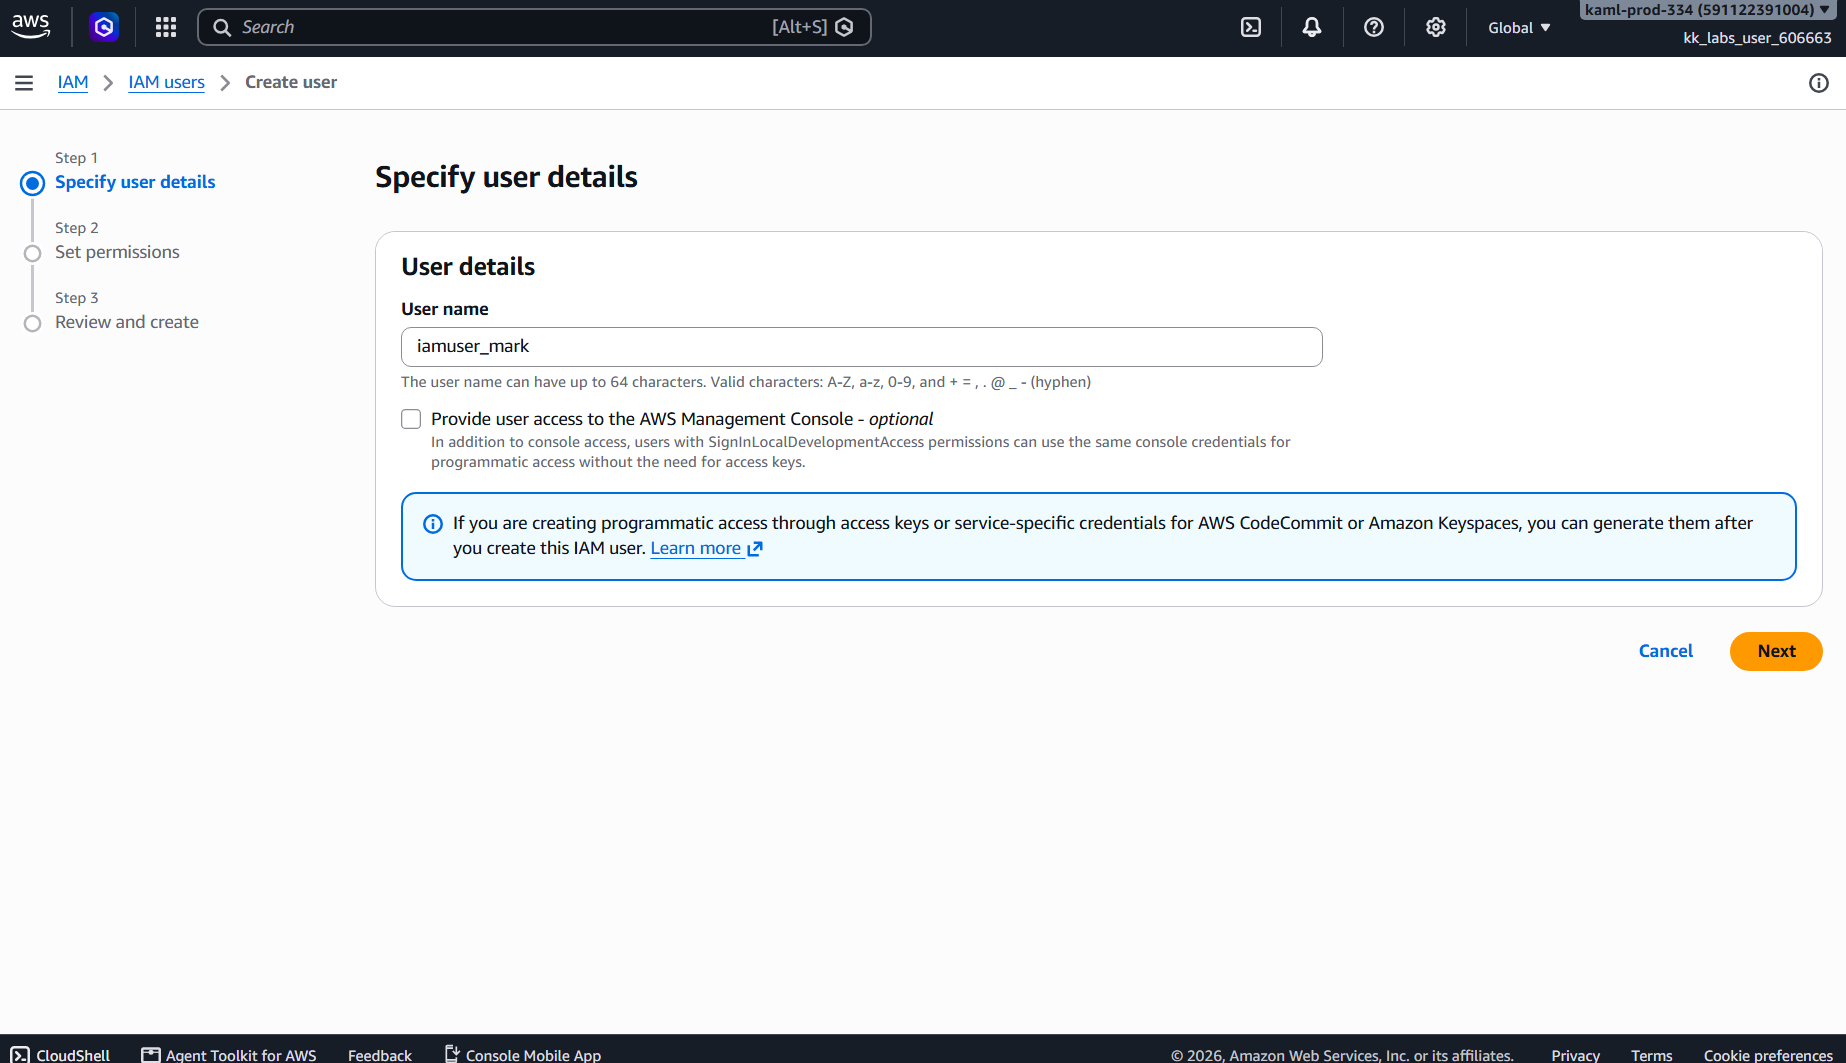 aws
Search
[Alt+S]
Global
kaml-prod-334 (591122391004)
kk_labs_user_606663
IAM
IAM users
Create user
Step 1
Specify user details
Step 2
Set permissions
Step 3
Review and create
Specify user details
User details
User name
iamuser_mark
The user name can have up to 64 characters. Valid characters: A-Z, a-z, 0-9, and + = , . @ _ - (hyphen)
Provide user access to the AWS Management Console - optional
In addition to console access, users with SignInLocalDevelopmentAccess permissions can use the same console credentials for
programmatic access without the need for access keys.
If you are creating programmatic access through access keys or service-specific credentials for AWS CodeCommit or Amazon Keyspaces, you can generate them after
you create this IAM user. Learn more
Cancel
Next
CloudShell
Agent Toolkit for AWS
Feedback
Console Mobile App
© 2026, Amazon Web Services, Inc. or its affiliates.
Privacy
Terms
Cookie preferences